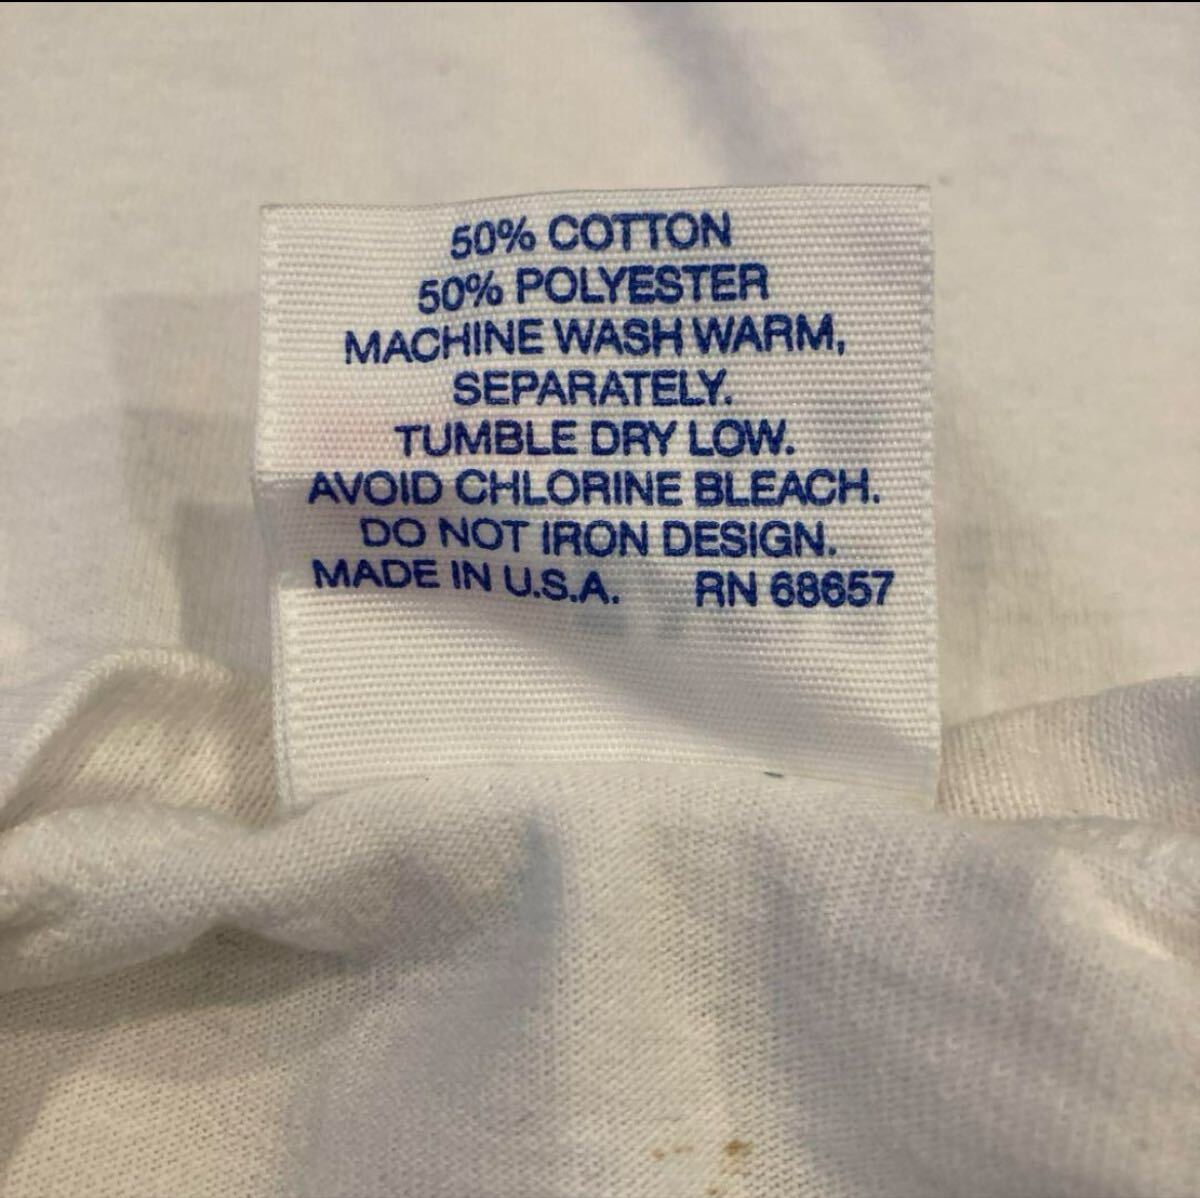 50% COTTON
50% POLYESTER
MACHINE WASH WARM,
SEPARATELY.
TUMBLE DRY LOW.
AVOID CHLORINE BLEACH.
DO NOT IRON DESIGN.
MADE IN U.S.A. RN 68657